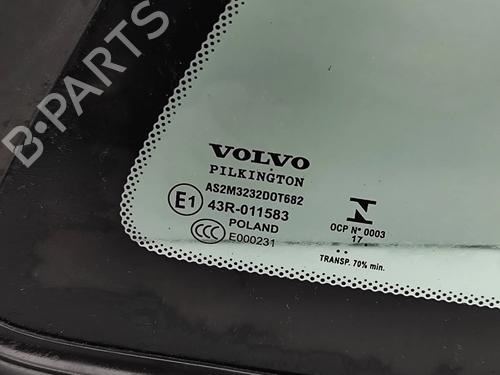 B-PARTS
VOLVO
PILKINGTON
AS2M3232DOT682
E1
43R-011583
CCC
POLAND
E000231
N
OCP N° 0003
17
TRANSP. 70% min.